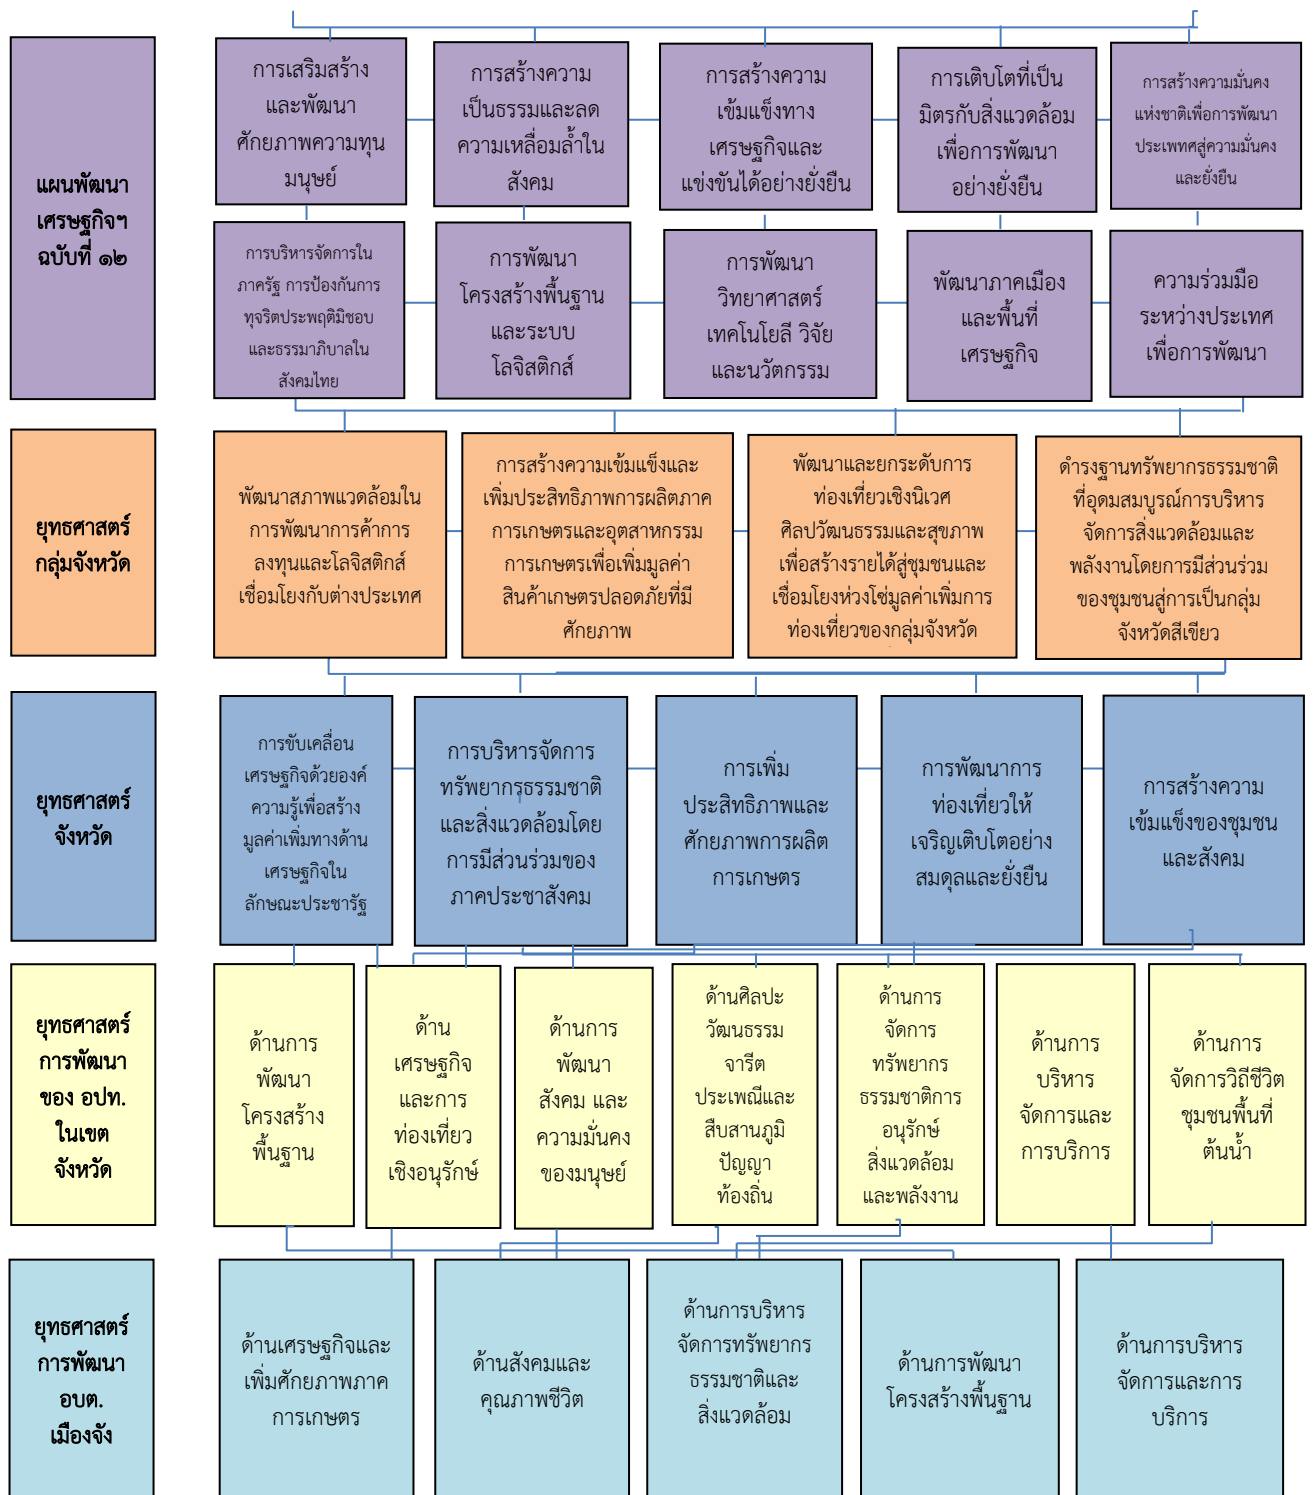 แผนพัฒนา
เศรษฐกิจฯ
ฉบับที่ ๑๒
การเสริมสร้าง
และพัฒนา
ศักยภาพความทุน
มนุษย์
การสร้างความ
เป็นธรรมและลด
ความเหลื่อมล้ำใน
สังคม
การสร้างความ
เข้มแข็งทาง
เศรษฐกิจและ
แข่งขันได้อย่างยั่งยืน
การเติบโตที่เป็น
มิตรกับสิ่งแวดล้อม
เพื่อการพัฒนา
อย่างยั่งยืน
การสร้างความมั่นคง
แห่งชาติเพื่อการพัฒนา
ประเพทศสู่ความมั่นคง
และยั่งยืน
การบริหารจัดการใน
ภาครัฐ การป้องกันการ
ทุจริตประพฤติมิชอบ
และธรรมาภิบาลใน
สังคมไทย
การพัฒนา
โครงสร้างพื้นฐาน
และระบบ
โลจิสติกส์
การพัฒนา
วิทยาศาสตร์
เทคโนโยลี วิจัย
และนวัตกรรม
พัฒนาภาคเมือง
และพื้นที่
เศรษฐกิจ
ความร่วมมือ
ระหว่างประเทศ
เพื่อการพัฒนา
ยุทธศาสตร์
กลุ่มจังหวัด
พัฒนาสภาพแวดล้อมใน
การพัฒนาการค้าการ
ลงทุนและโลจิสติกส์
เชื่อมโยงกับต่างประเทศ
การสร้างความเข้มแข็งและ
เพิ่มประสิทธิภาพการผลิตภาค
การเกษตรและอุตสาหกรรม
การเกษตรเพื่อเพิ่มมูลค่า
สินค้าเกษตรปลอดภัยที่มี
ศักยภาพ
พัฒนาและยกระดับการ
ท่องเที่ยวเชิงนิเวศ
ศิลปวัฒนธรรมและสุขภาพ
เพื่อสร้างรายได้สู่ชุมชนและ
เชื่อมโยงห่วงโซ่มูลค่าเพิ่มการ
ท่องเที่ยวของกลุ่มจังหวัด
ดำรงฐานทรัพยากรธรรมชาติ
ที่อุดมสมบูรณ์การบริหาร
จัดการสิ่งแวดล้อมและ
พลังงานโดยการมีส่วนร่วม
ของชุมชนสู่การเป็นกลุ่ม
จังหวัดสีเขียว
ยุทธศาสตร์
จังหวัด
การขับเคลื่อน
เศรษฐกิจด้วยองค์
ความรู้เพื่อสร้าง
มูลค่าเพิ่มทางด้าน
เศรษฐกิจใน
ลักษณะประชารัฐ
การบริหารจัดการ
ทรัพยากรธรรมชาติ
และสิ่งแวดล้อมโดย
การมีส่วนร่วมของ
ภาคประชาสังคม
การเพิ่ม
ประสิทธิภาพและ
ศักยภาพการผลิต
การเกษตร
การพัฒนาการ
ท่องเที่ยวให้
เจริญเติบโตอย่าง
สมดุลและยั่งยืน
การสร้างความ
เข้มแข็งของชุมชน
และสังคม
ยุทธศาสตร์
การพัฒนา
ของ อปท.
ในเขต
จังหวัด
ด้านการ
พัฒนา
โครงสร้าง
พื้นฐาน
ด้าน
เศรษฐกิจ
และการ
ท่องเที่ยว
เชิงอนุรักษ์
ด้านการ
พัฒนา
สังคม และ
ความมั่นคง
ของมนุษย์
ด้านศิลปะ
วัฒนธรรม
จารีต
ประเพณีและ
สืบสานภูมิ
ปัญญา
ท้องถิ่น
ด้านการ
จัดการ
ทรัพยากร
ธรรมชาติการ
อนุรักษ์
สิ่งแวดล้อม
และพลังงาน
ด้านการ
บริหาร
จัดการและ
การบริการ
ด้านการ
จัดการวิถีชีวิต
ชุมชนพื้นที่
ต้นน้ำ
ยุทธศาสตร์
การพัฒนา
อบต.
เมืองจัง
ด้านเศรษฐกิจและ
เพิ่มศักยภาพภาค
การเกษตร
ด้านสังคมและ
คุณภาพชีวิต
ด้านการบริหาร
จัดการทรัพยากร
ธรรมชาติและ
สิ่งแวดล้อม
ด้านการพัฒนา
โครงสร้างพื้นฐาน
ด้านการบริหาร
จัดการและการ
บริการ